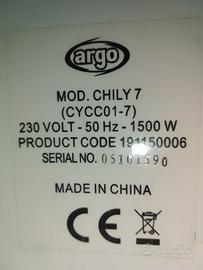 argo
MOD. CHILY 7
(CYCC01-7)
230 VOLT - 50 Hz - 1500 W
PRODUCT CODE 191150006
SERIAL NO. 05101590
MADE IN CHINA
CE
Subito